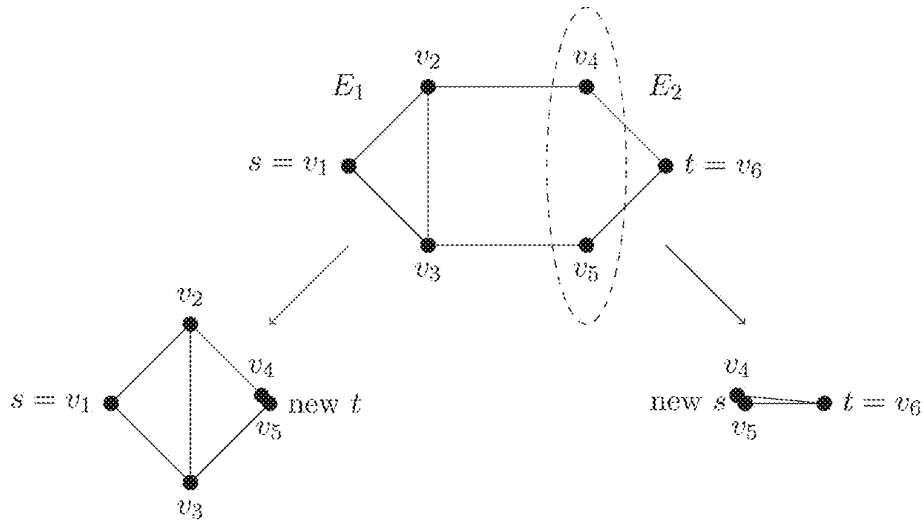 v₂ v₄
E₁ E₂
s = v₁ t = v₆
v₃ v₅
v₂
v₄ v₄
s = v₁ new t new s t = v₆
v₅ v₅
v₃